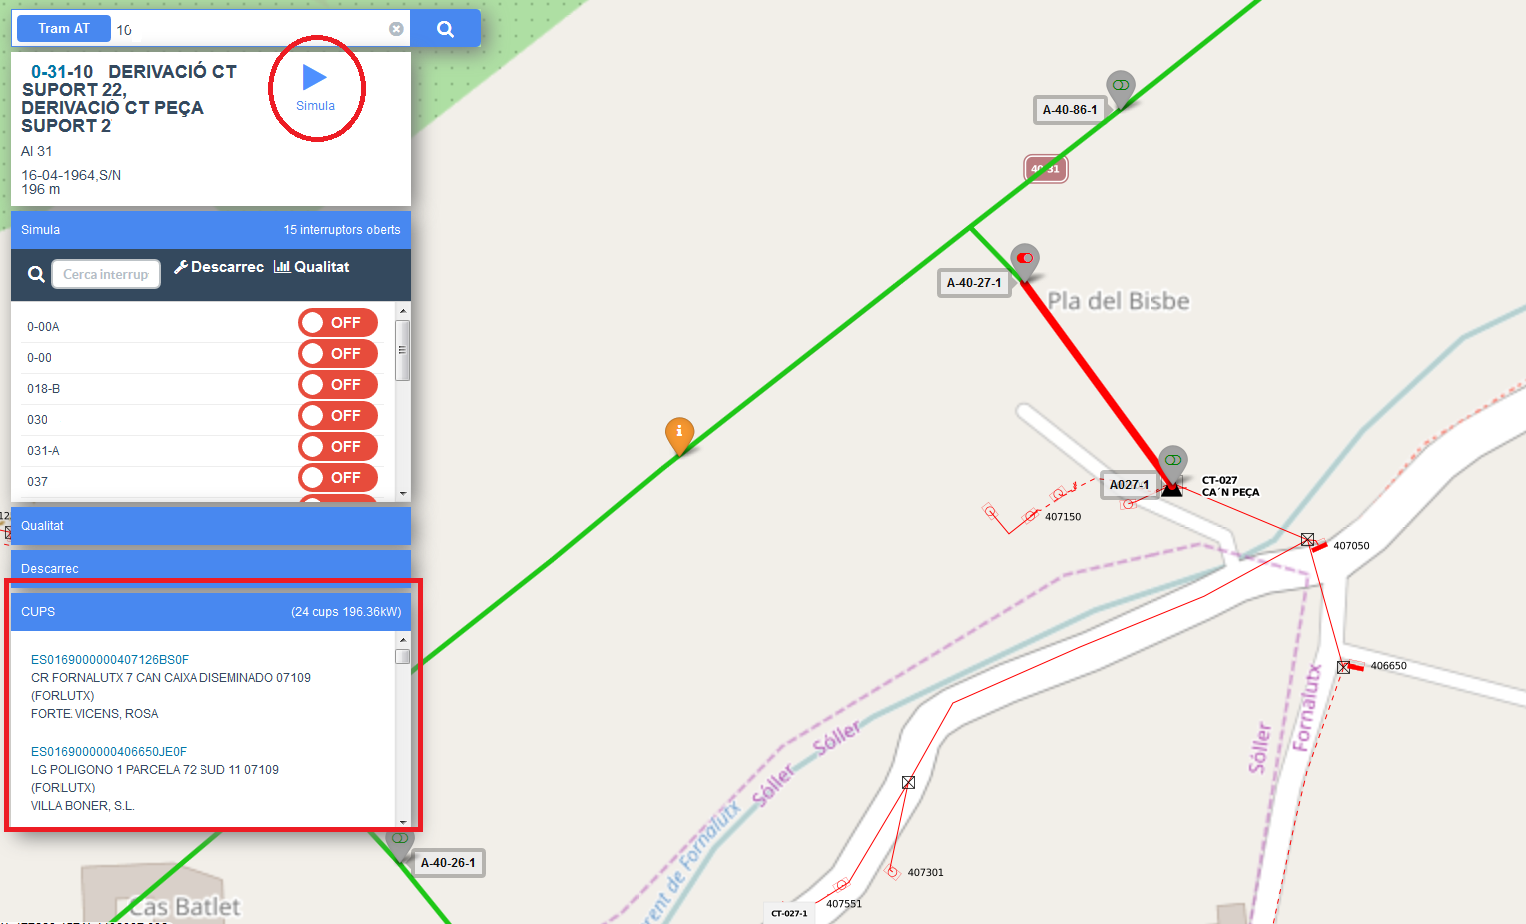 Tram AT
10
0-31-10 DERIVACIÓ CT
SUPORT 22,
DERIVACIÓ CT PEÇA
SUPORT 2
Al 31
16-04-1964,S/N
196 m
Simula
Simula
15 interruptors oberts
Cerca interrup
Descarrec
Qualitat
0-00A
OFF
0-00
OFF
018-B
OFF
030
OFF
031-A
OFF
037
OFF
Qualitat
Descarrec
CUPS
(24 cups 196.36kW)
ES0169000000407126BS0F
CR FORNALUTX 7 CAN CAIXA DISEMINADO 07109
(FORLUTX)
FORTE. VICENS, ROSA
ES0169000000406650JE0F
LG POLIGONO 1 PARCELA 72 SUD 11 07109
(FORLUTX)
VILLA BONER, S.L.
A-40-86-1
40-31
A-40-27-1
Pla del Bisbe
i
A027-1
CT-027
CA´N PEÇA
407150
407050
406650
Sóller
Sóller
Sóller
Fornalutx
rent de Fornalutx
407301
407551
CT-027-1
A-40-26-1
Cas Batlet